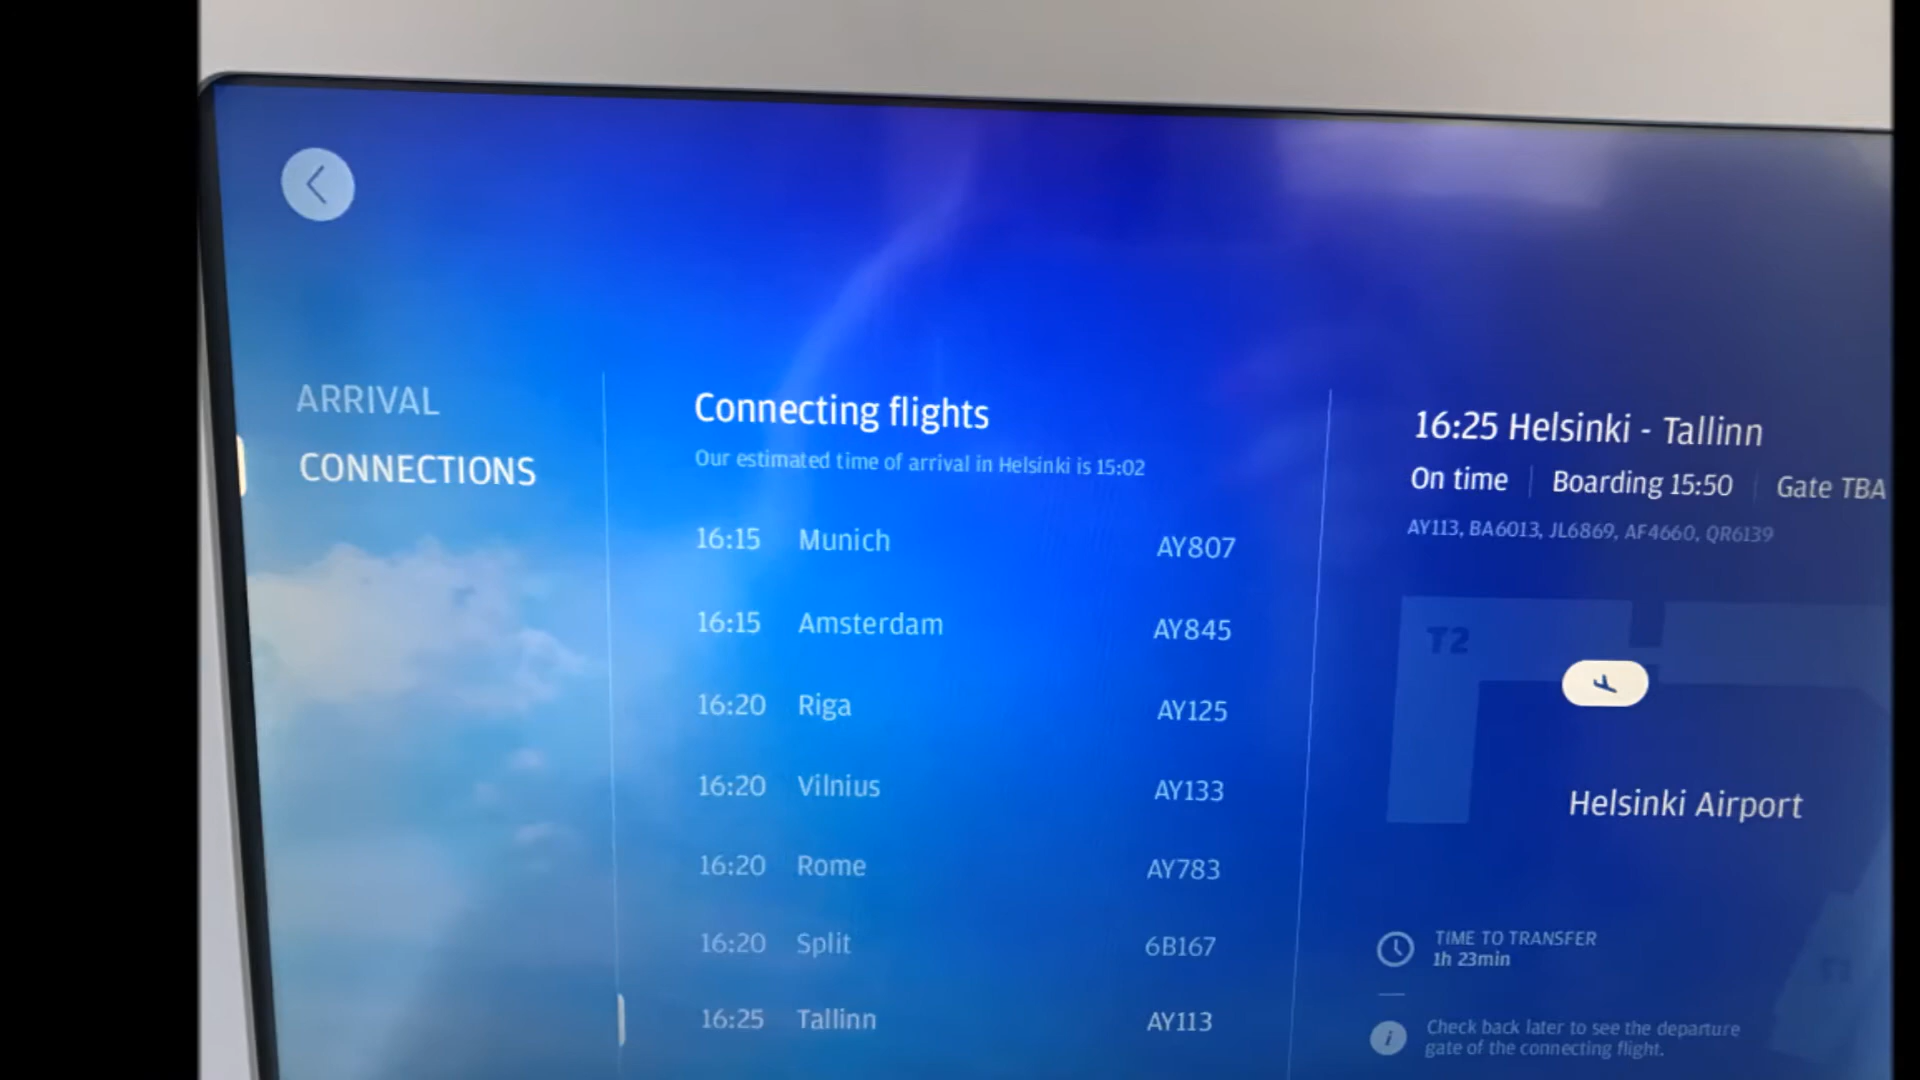 ARRIVAL
CONNECTIONS
Connecting flights
Our estimated time of arrival in Helsinki is 15:02
16:15 Munich AY807
16:15 Amsterdam AY845
16:20 Riga AY125
16:20 Vilnius AY133
16:20 Rome AY783
16:20 Split 6B167
16:25 Tallinn AY113
16:25 Helsinki - Tallinn
On time Boarding 15:50 Gate TBA
AY113, BA6013, JL6869, AF4660, QR6139
T2
Helsinki Airport
TIME TO TRANSFER
1h 23min
Check back later to see the departure
gate of the connecting flight.